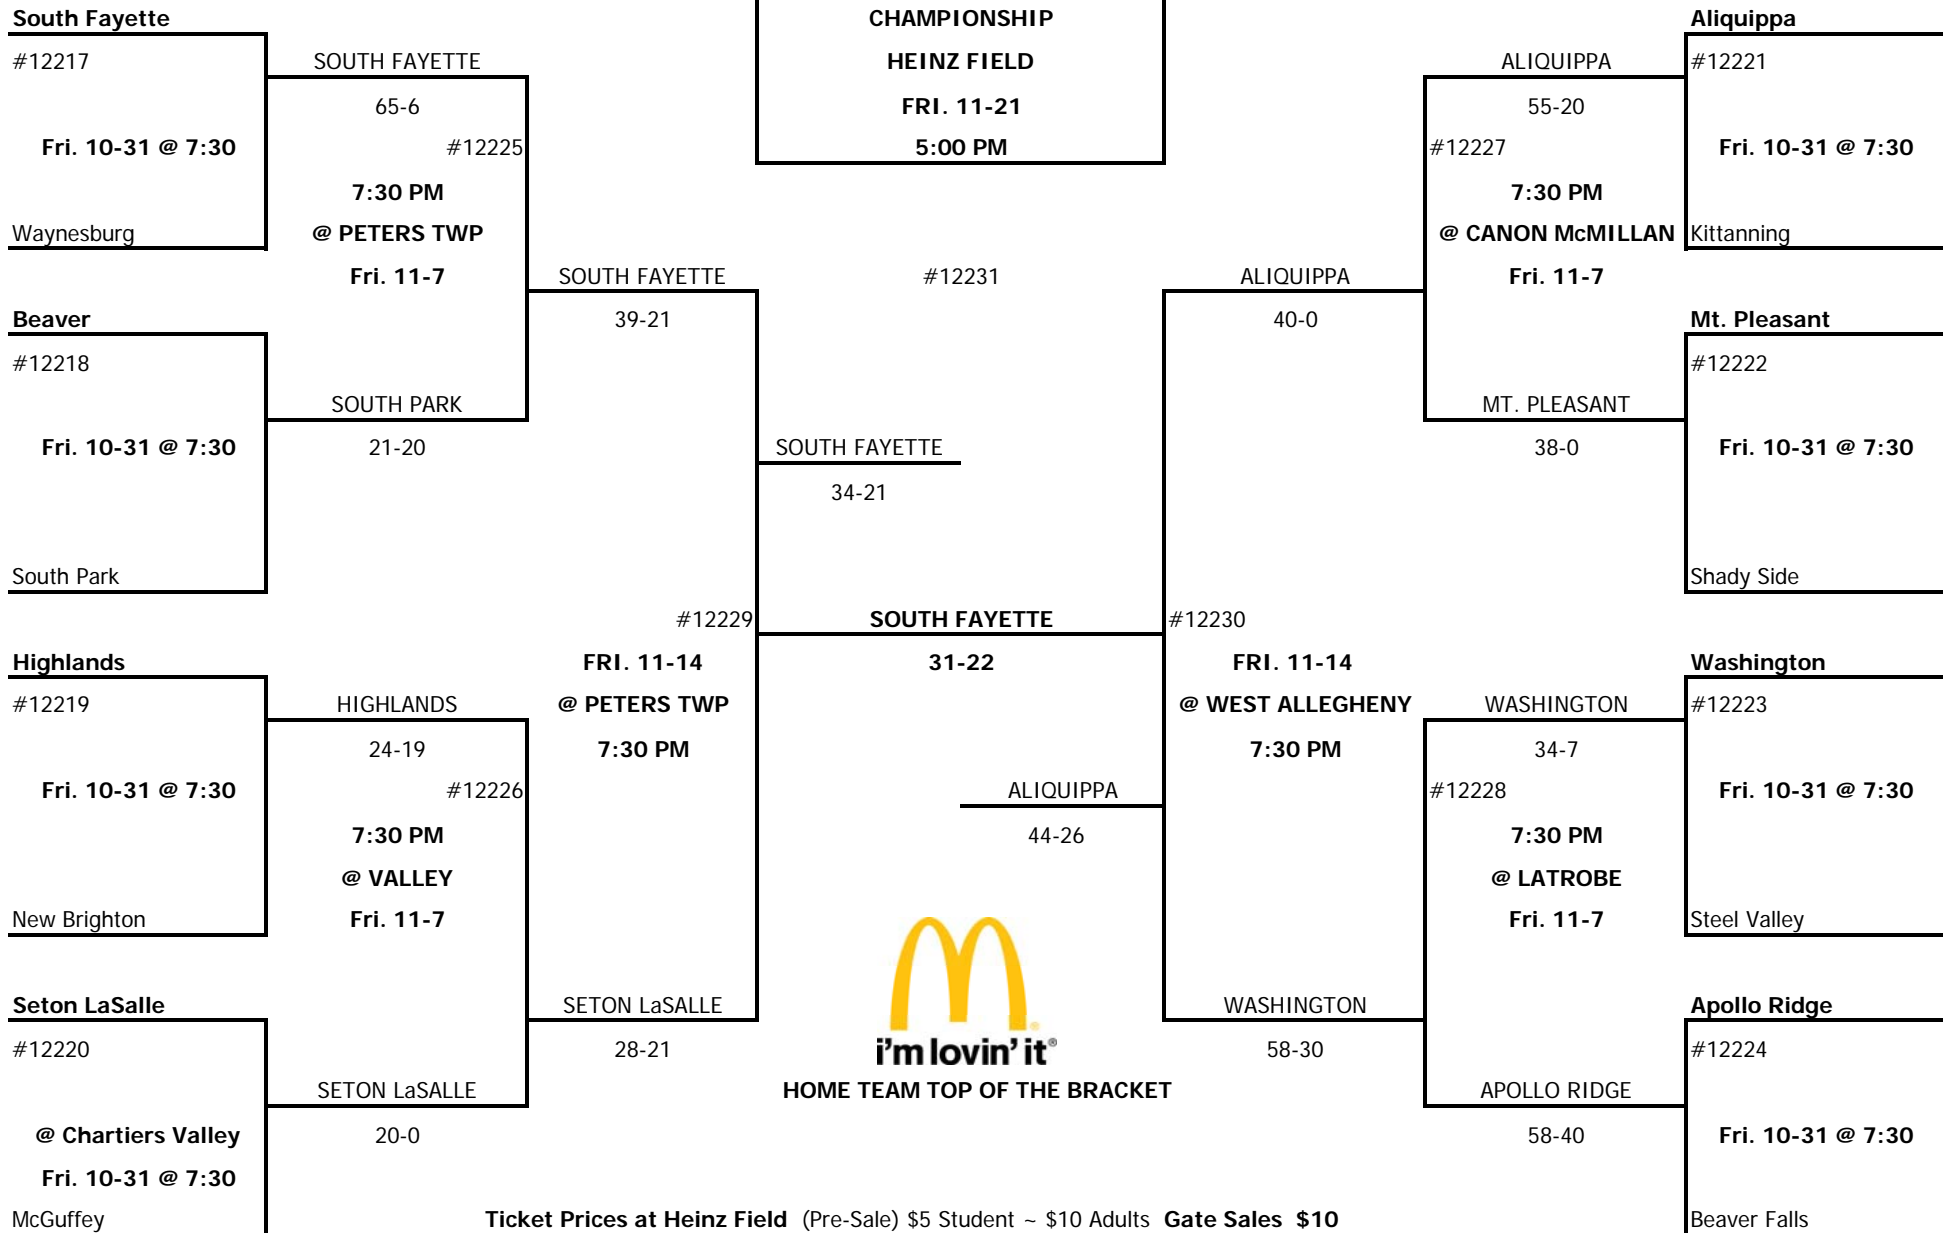 South Fayette
#12217
Fri. 10-31 @ 7:30
Waynesburg
Beaver
#12218
Fri. 10-31 @ 7:30
South Park
Highlands
#12219
Fri. 10-31 @ 7:30
New Brighton
Seton LaSalle
#12220
@ Chartiers Valley
Fri. 10-31 @ 7:30
McGuffey
SOUTH FAYETTE
65-6
#12225
7:30 PM
@ PETERS TWP
Fri. 11-7
SOUTH PARK
21-20
HIGHLANDS
24-19
#12226
7:30 PM
@ VALLEY
Fri. 11-7
SETON LaSALLE
20-0
SOUTH FAYETTE
39-21
#12229
FRI. 11-14
@ PETERS TWP
7:30 PM
SETON LaSALLE
28-21
CHAMPIONSHIP
HEINZ FIELD
FRI. 11-21
5:00 PM
#12231
SOUTH FAYETTE
34-21
SOUTH FAYETTE
31-22
ALIQUIPPA
44-26
i'm lovin' it®
HOME TEAM TOP OF THE BRACKET
Ticket Prices at Heinz Field (Pre-Sale) $5 Student ~ $10 Adults Gate Sales $10
ALIQUIPPA
40-0
#12230
FRI. 11-14
@ WEST ALLEGHENY
7:30 PM
WASHINGTON
58-30
ALIQUIPPA
55-20
#12227
7:30 PM
@ CANON McMILLAN
Fri. 11-7
MT. PLEASANT
38-0
WASHINGTON
34-7
#12228
7:30 PM
@ LATROBE
Fri. 11-7
APOLLO RIDGE
58-40
Aliquippa
#12221
Fri. 10-31 @ 7:30
Kittanning
Mt. Pleasant
#12222
Fri. 10-31 @ 7:30
Shady Side
Washington
#12223
Fri. 10-31 @ 7:30
Steel Valley
Apollo Ridge
#12224
Fri. 10-31 @ 7:30
Beaver Falls